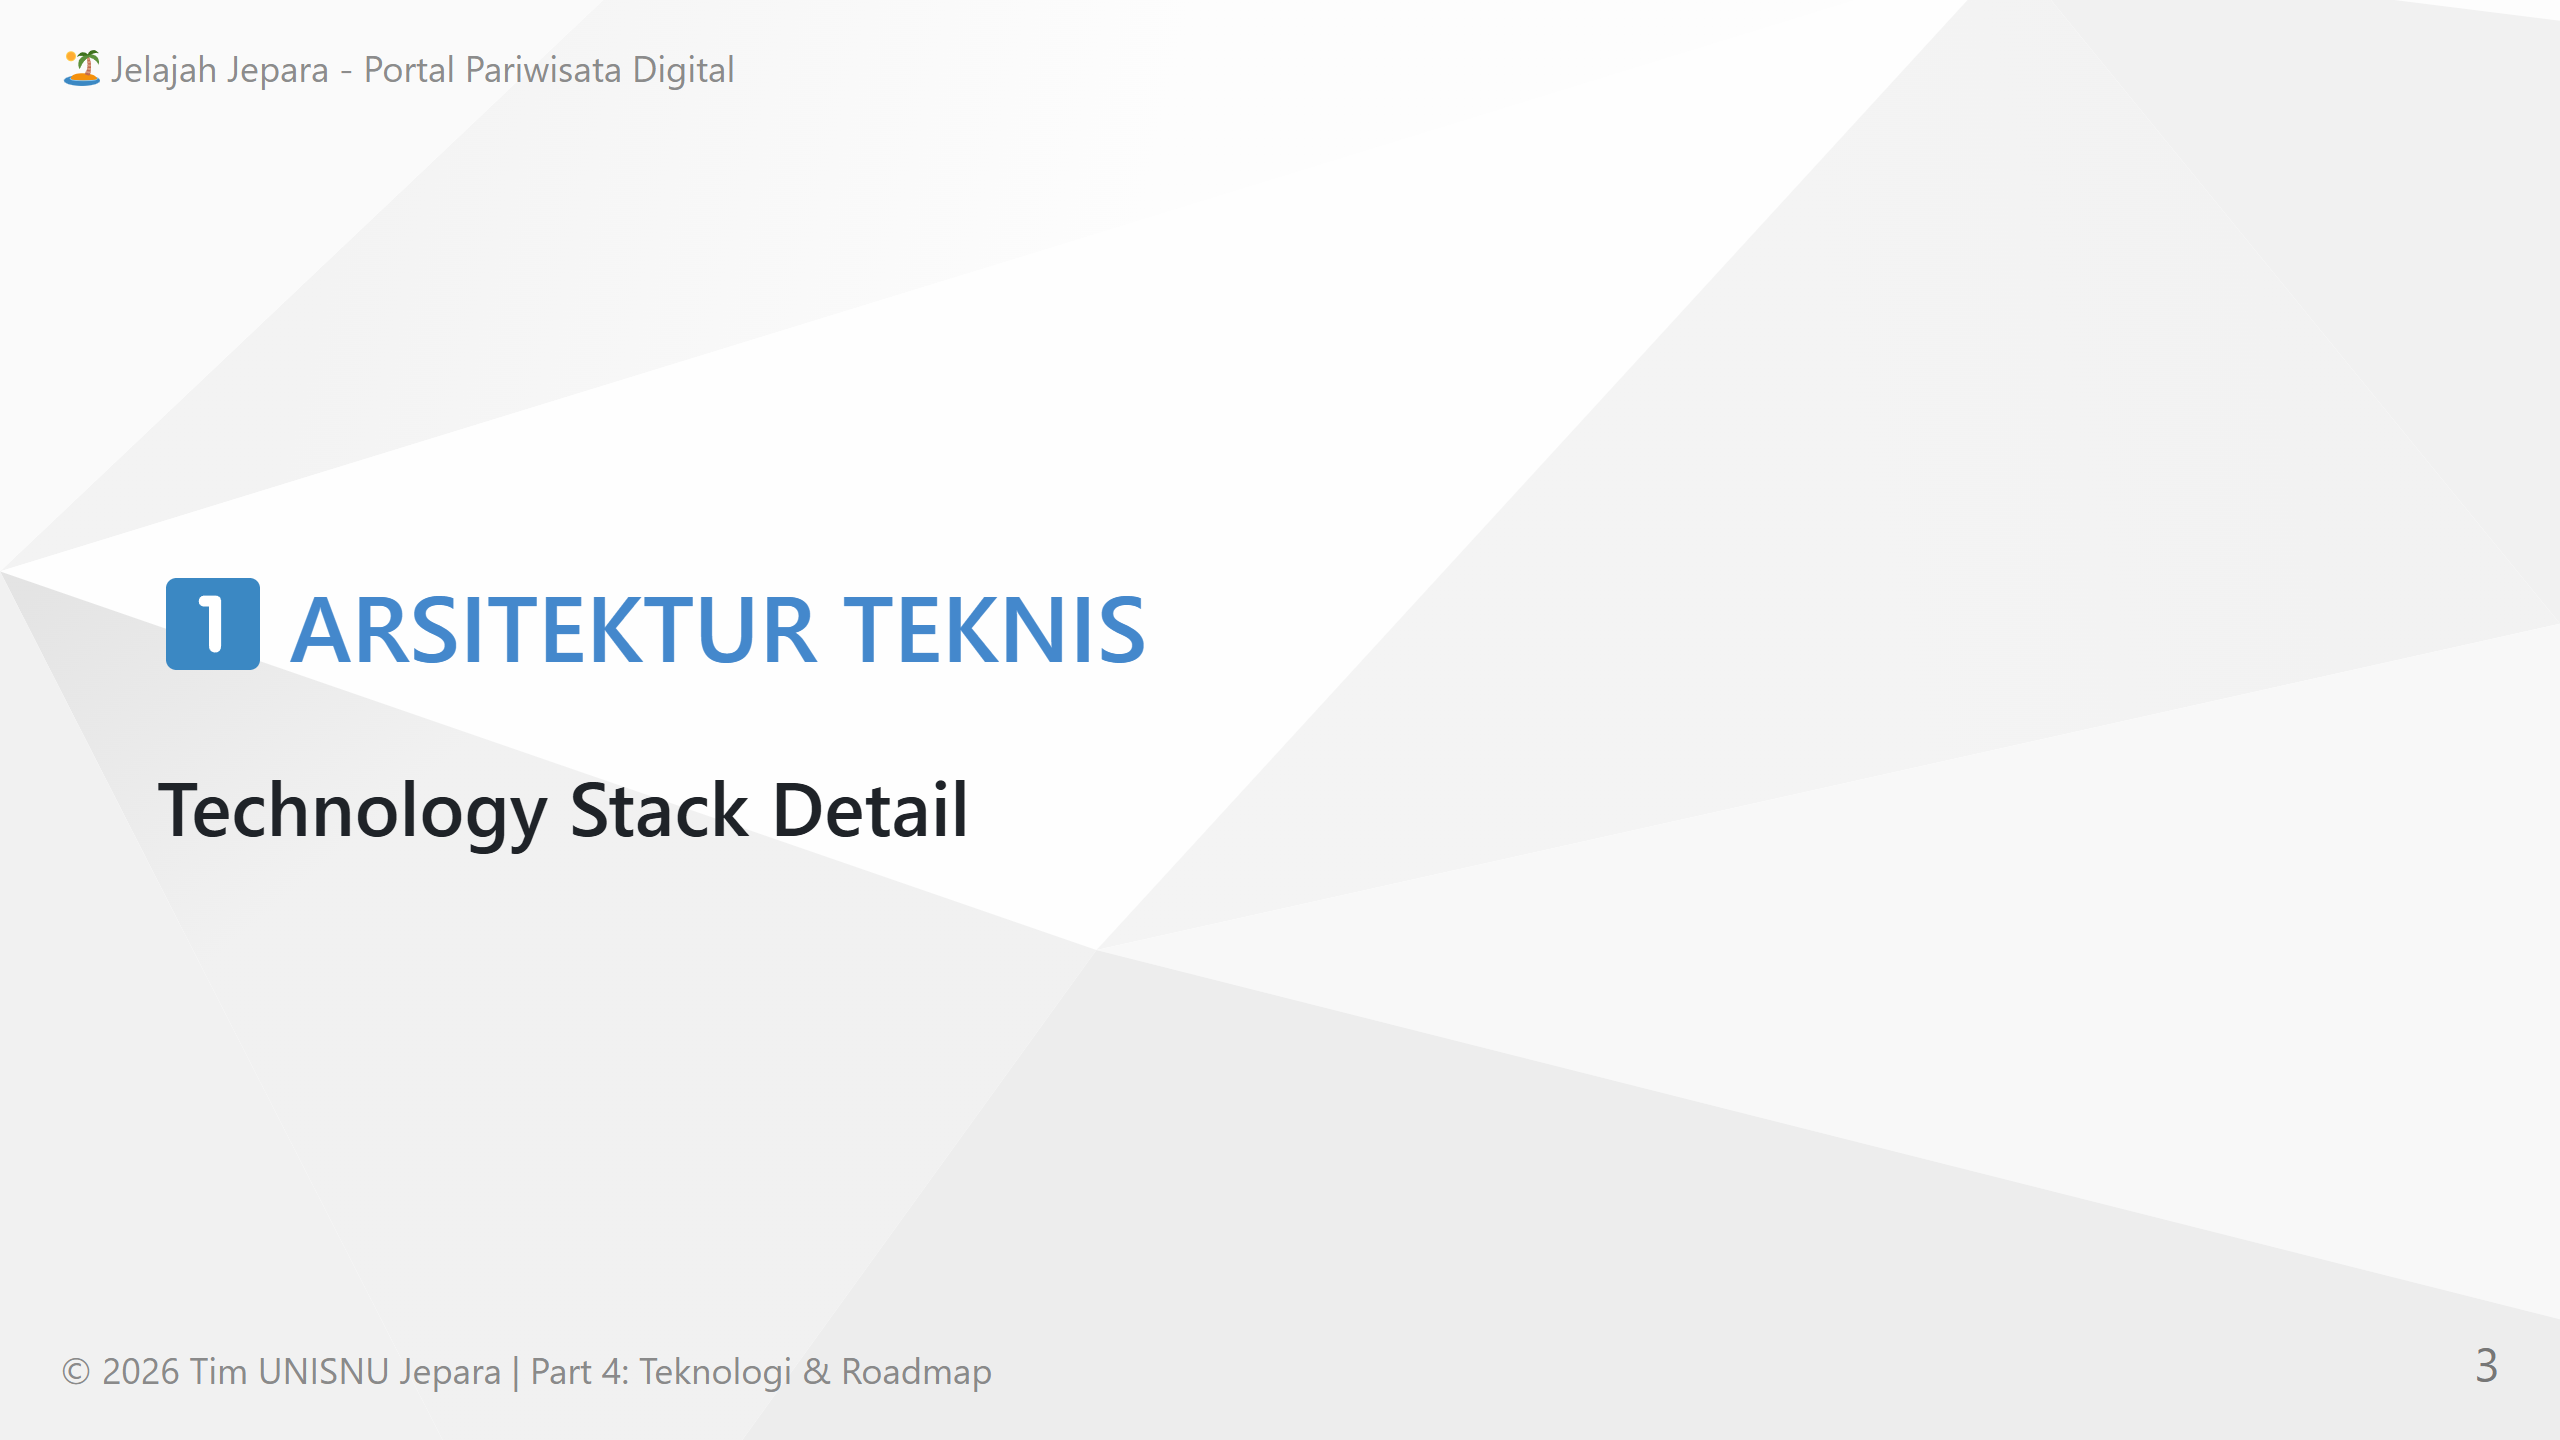 🏝️ Jelajah Jepara - Portal Pariwisata Digital
1️⃣ ARSITEKTUR TEKNIS
Technology Stack Detail
© 2026 Tim UNISNU Jepara | Part 4: Teknologi & Roadmap
3